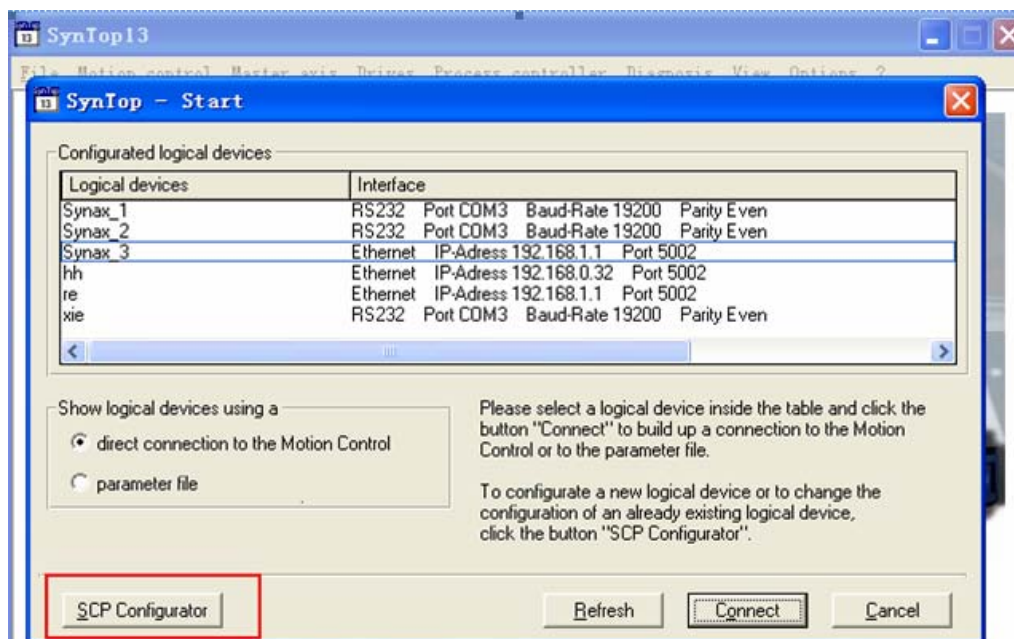 SynTop13
File Motion control Master axis Drives Process controller Diagnosis View Options ?
SynTop - Start
Configurated logical devices
Logical devices Interface
Synax_1 RS232 Port COM3 Baud-Rate 19200 Parity Even
Synax_2 RS232 Port COM3 Baud-Rate 19200 Parity Even
Synax_3 Ethernet IP-Adress 192.168.1.1 Port 5002
hh Ethernet IP-Adress 192.168.0.32 Port 5002
re Ethernet IP-Adress 192.168.1.1 Port 5002
xie RS232 Port COM3 Baud-Rate 19200 Parity Even
Show logical devices using a
direct connection to the Motion Control
parameter file
Please select a logical device inside the table and click the
button "Connect" to build up a connection to the Motion
Control or to the parameter file.
To configurate a new logical device or to change the
configuration of an already existing logical device,
click the button "SCP Configurator".
SCP Configurator Refresh Connect Cancel